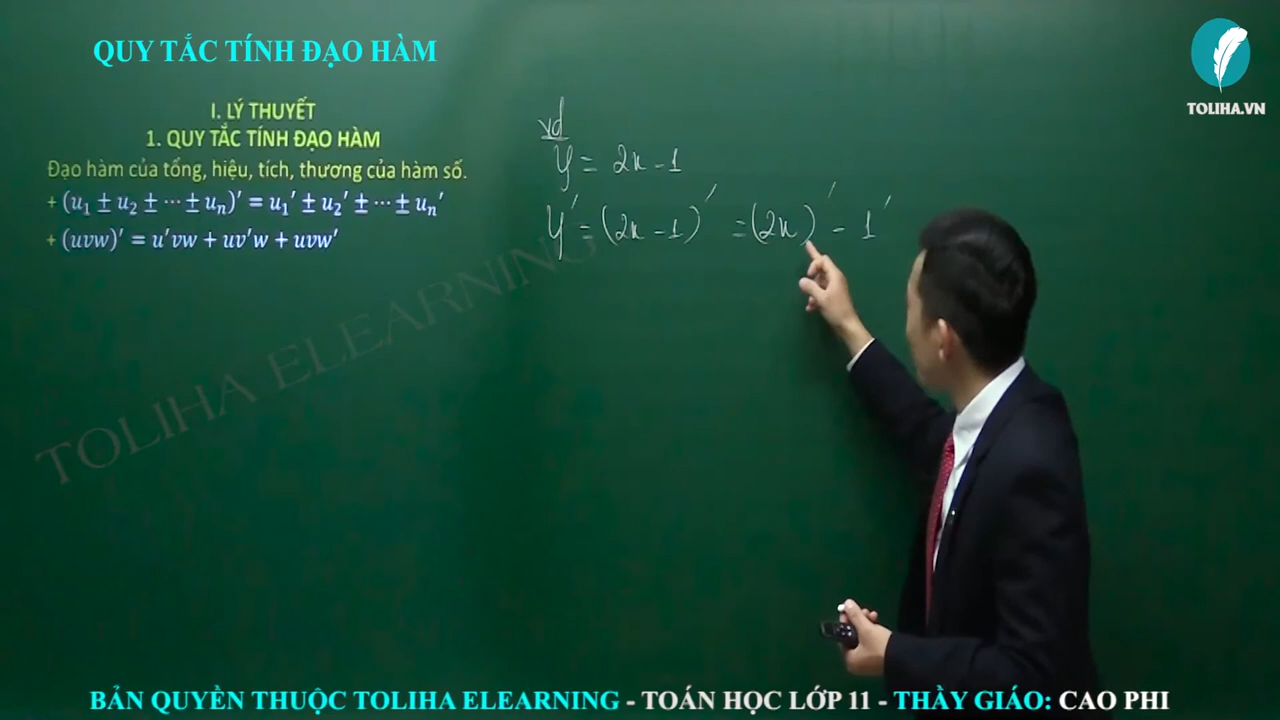 QUY TẮC TÍNH ĐẠO HÀM
TOLIHA.VN
I. LÝ THUYẾT
1. QUY TẮC TÍNH ĐẠO HÀM
Đạo hàm của tổng, hiệu, tích, thương của hàm số.
+ (u₁ ± u₂ ± ⋯ ± uₙ)′ = u₁′ ± u₂′ ± ⋯ ± uₙ′
+ (uvw)′ = u′vw + uv′w + uvw′
vd
y = 2x - 1
y′ = (2x - 1)′ = (2x)′ - 1′
TOLIHA ELEARNING
BẢN QUYỀN THUỘC TOLIHA ELEARNING - TOÁN HỌC LỚP 11 - THẦY GIÁO: CAO PHI